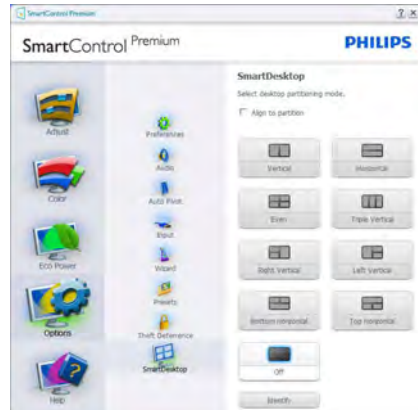 SmartControl Premium
SmartControl Premium
PHILIPS
SmartDesktop
Select desktop partitioning mode.
Align to partition
Adjust
Color
Eco Power
Options
Help
Preferences
Audio
Auto Pivot
Input
Wizard
Presets
Theft Deterrence
SmartDesktop
Vertical
Horizontal
Even
Triple Vertical
Right Vertical
Left Vertical
Bottom Horizontal
Top Horizontal
Off
Identify